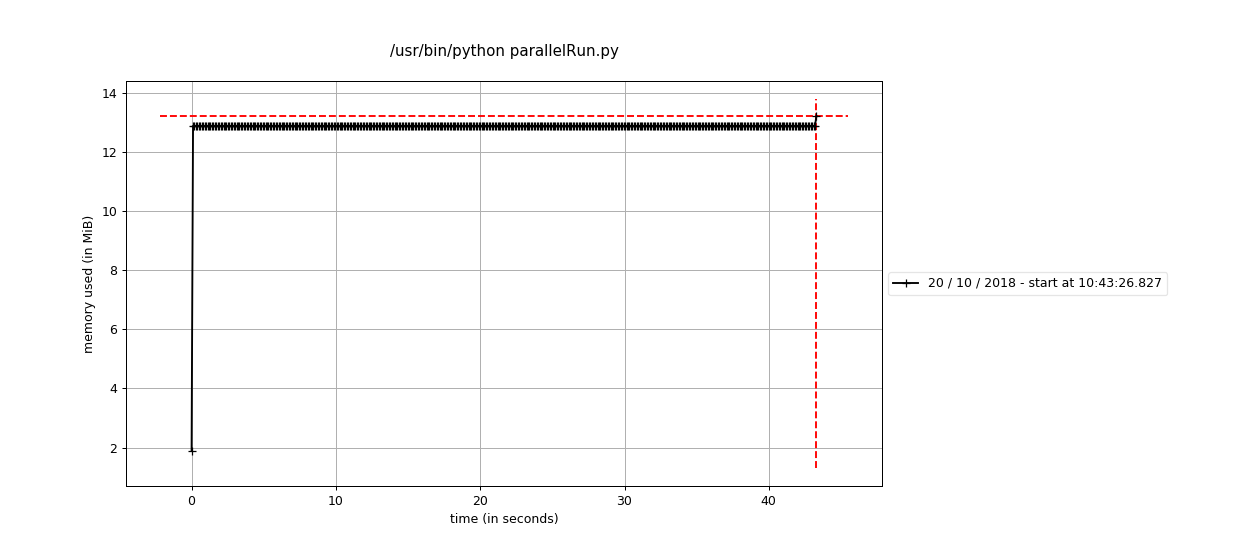 /usr/bin/python parallelRun.py
14
12
10
8
6
4
2
memory used (in MiB)
0 10 20 30 40
time (in seconds)
20 / 10 / 2018 - start at 10:43:26.827